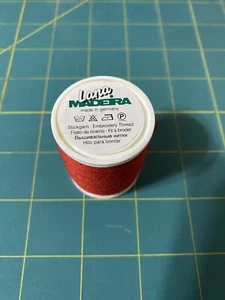 Lana
MADEIRA
made in germany
Stickgarn · Embroidery Thread
Filato da ricamo · Fil à broder
Вышивальные нитки
Hilo para bordar